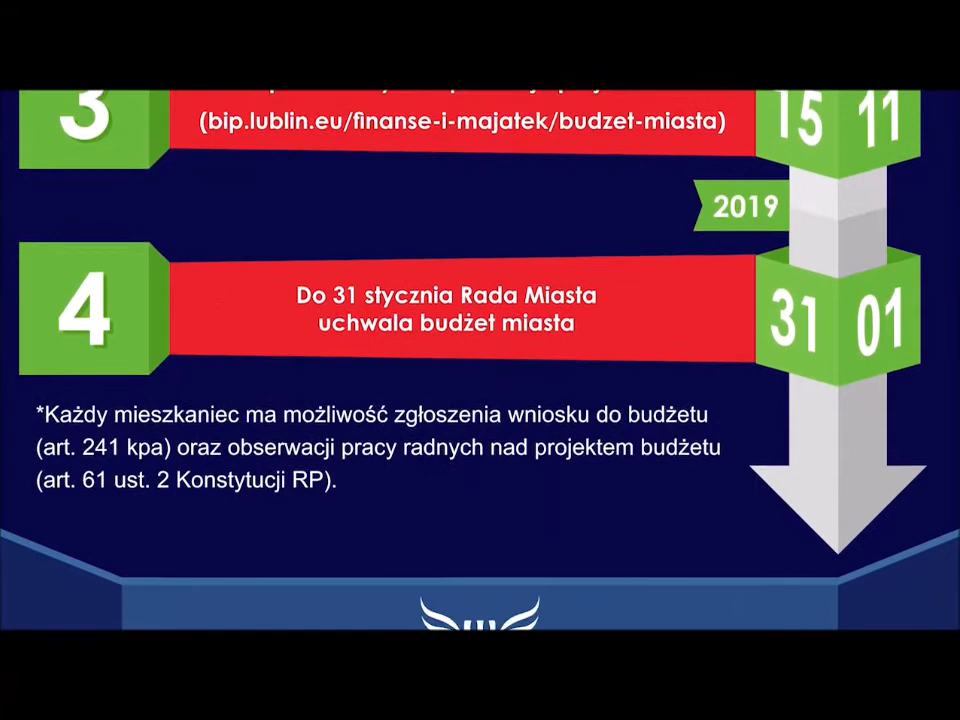 3
(bip.lublin.eu/finanse-i-majatek/budzet-miasta)
15 11
2019
4
Do 31 stycznia Rada Miasta
uchwala budżet miasta
31 01
*Każdy mieszkaniec ma możliwość zgłoszenia wniosku do budżetu
(art. 241 kpa) oraz obserwacji pracy radnych nad projektem budżetu
(art. 61 ust. 2 Konstytucji RP).